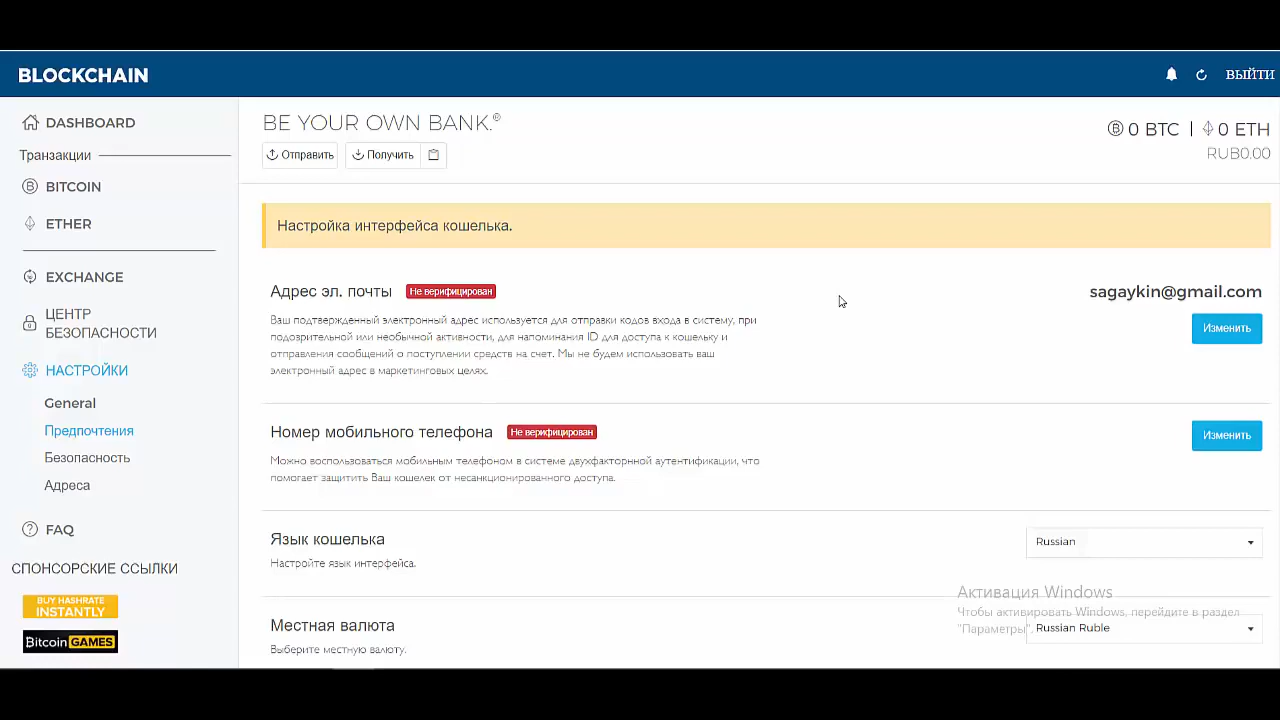 BLOCKCHAIN
ВЫЙТИ
DASHBOARD
Транзакции
BITCOIN
ETHER
EXCHANGE
ЦЕНТР
БЕЗОПАСНОСТИ
НАСТРОЙКИ
General
Предпочтения
Безопасность
Адреса
FAQ
СПОНСОРСКИЕ ССЫЛКИ
BUY HASHRATE
INSTANTLY
Bitcoin GAMES
BE YOUR OWN BANK.®
0 BTC | 0 ETH
RUB0.00
Отправить
Получить
Настройка интерфейса кошелька.
Адрес эл. почты Не верифицирован
sagaykin@gmail.com
Ваш подтвержденный электронный адрес используется для отправки кодов входа в систему, при
подозрительной или необычной активности, для напоминания ID для доступа к кошельку и
отправления сообщений о поступлении средств на счет. Мы не будем использовать ваш
электронный адрес в маркетинговых целях.
Изменить
Номер мобильного телефона Не верифицирован
Изменить
Можно воспользоваться мобильным телефоном в системе двухфакторной аутентификации, что
помогает защитить Ваш кошелек от несанкционированного доступа.
Язык кошелька
Russian
Настройте язык интерфейса.
Местная валюта
Russian Ruble
Выберите местную валюту.
Активация Windows
Чтобы активировать Windows, перейдите в раздел
"Параметры".